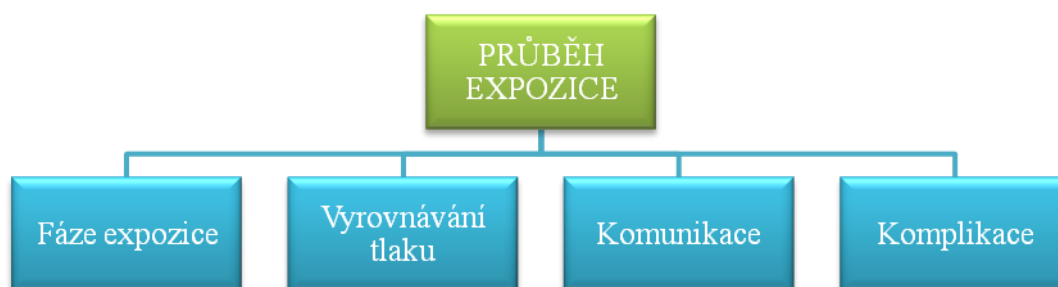 PRŮBĚH
EXPOZICE
Fáze expozice
Vyrovnávání
tlaku
Komunikace
Komplikace